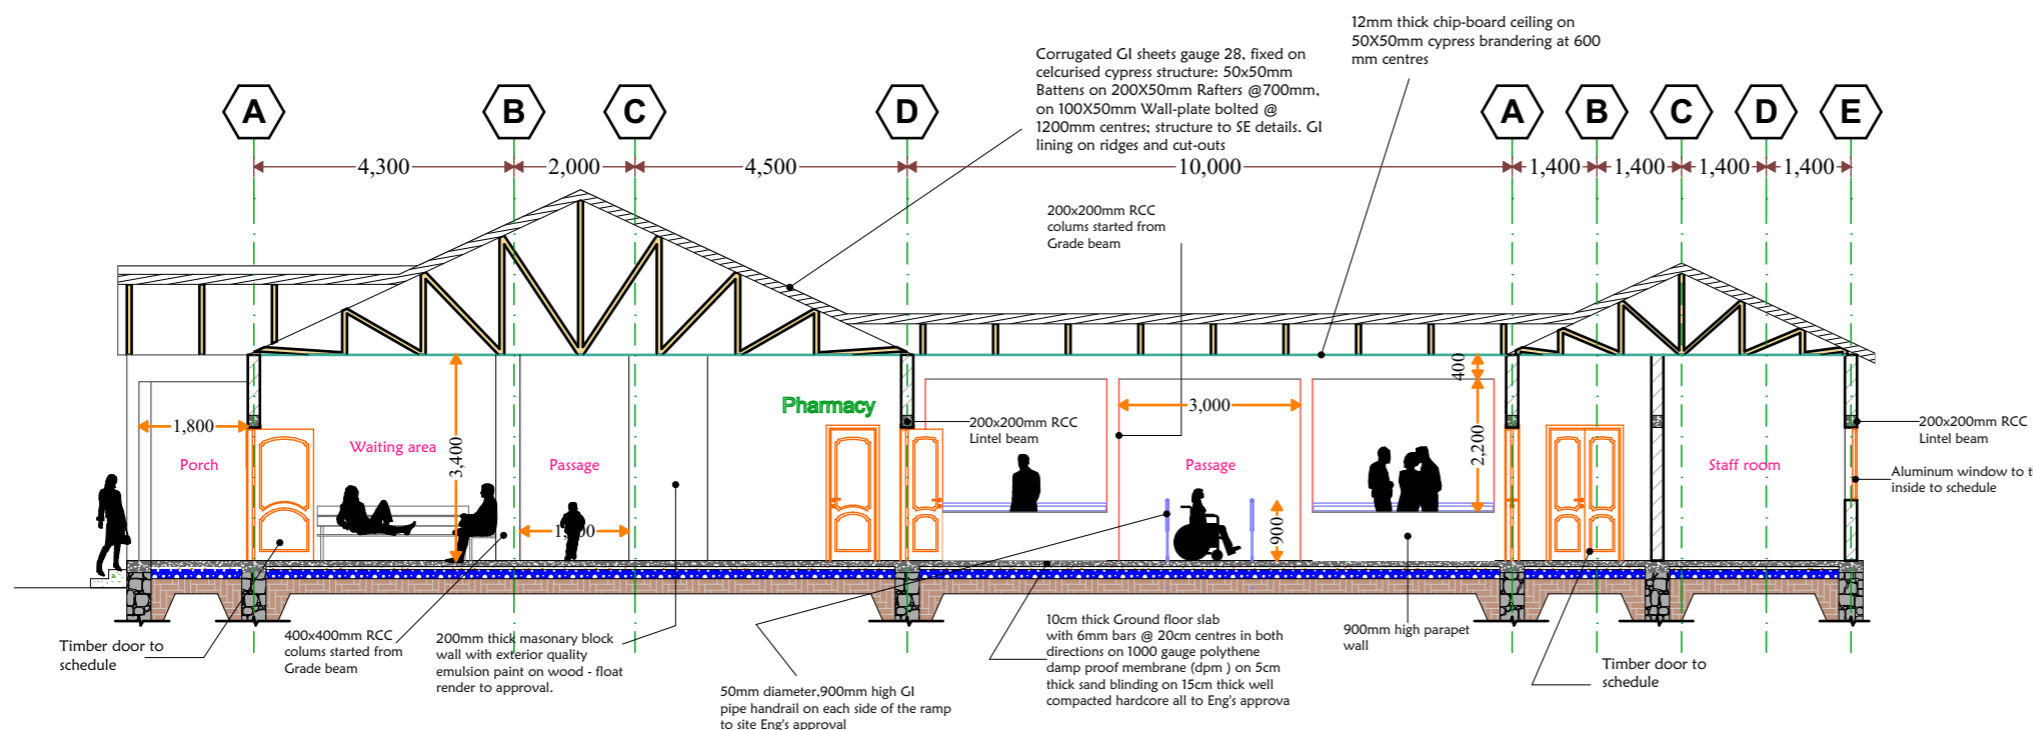 12mm thick chip-board ceiling on
50X50mm cypress brandering at 600
mm centres
Corrugated GI sheets gauge 28, fixed on
celcurised cypress structure: 50x50mm
Battens on 200X50mm Rafters @700mm,
on 100X50mm Wall-plate bolted @
1200mm centres; structure to SE details. GI
lining on ridges and cut-outs
A
B
C
D
A
B
C
D
E
4,300
2,000
4,500
10,000
1,400
1,400
1,400
1,400
200x200mm RCC
colums started from
Grade beam
400
Pharmacy
3,000
1,800
200x200mm RCC
Lintel beam
200x200mm RCC
Lintel beam
Waiting area
3,400
2,200
Porch
Passage
Passage
Staff room
Aluminum window to t
inside to schedule
900
Timber door to
schedule
400x400mm RCC
colums started from
Grade beam
200mm thick masonary block
wall with exterior quality
emulsion paint on wood - float
render to approval.
50mm diameter,900mm high GI
pipe handrail on each side of the ramp
to site Eng's approval
10cm thick Ground floor slab
with 6mm bars @ 20cm centres in both
directions on 1000 gauge polythene
damp proof membrane (dpm ) on 5cm
thick sand blinding on 15cm thick well
compacted hardcore all to Eng's approva
900mm high parapet
wall
Timber door to
schedule